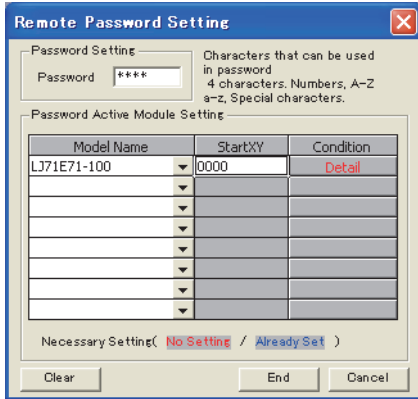 Remote Password Setting
Password Setting
Password ****
Characters that can be used
in password
4 characters. Numbers, A-Z
a-z, Special characters.
Password Active Module Setting
Model Name StartXY Condition
LJ71E71-100 0000 Detail
Necessary Setting( No Setting / Already Set )
Clear End Cancel